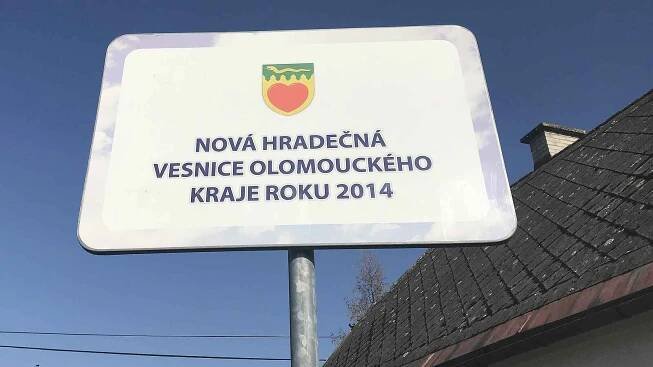 NOVÁ HRADEČNÁ
VESNICE OLOMOUCKÉHO
KRAJE ROKU 2014